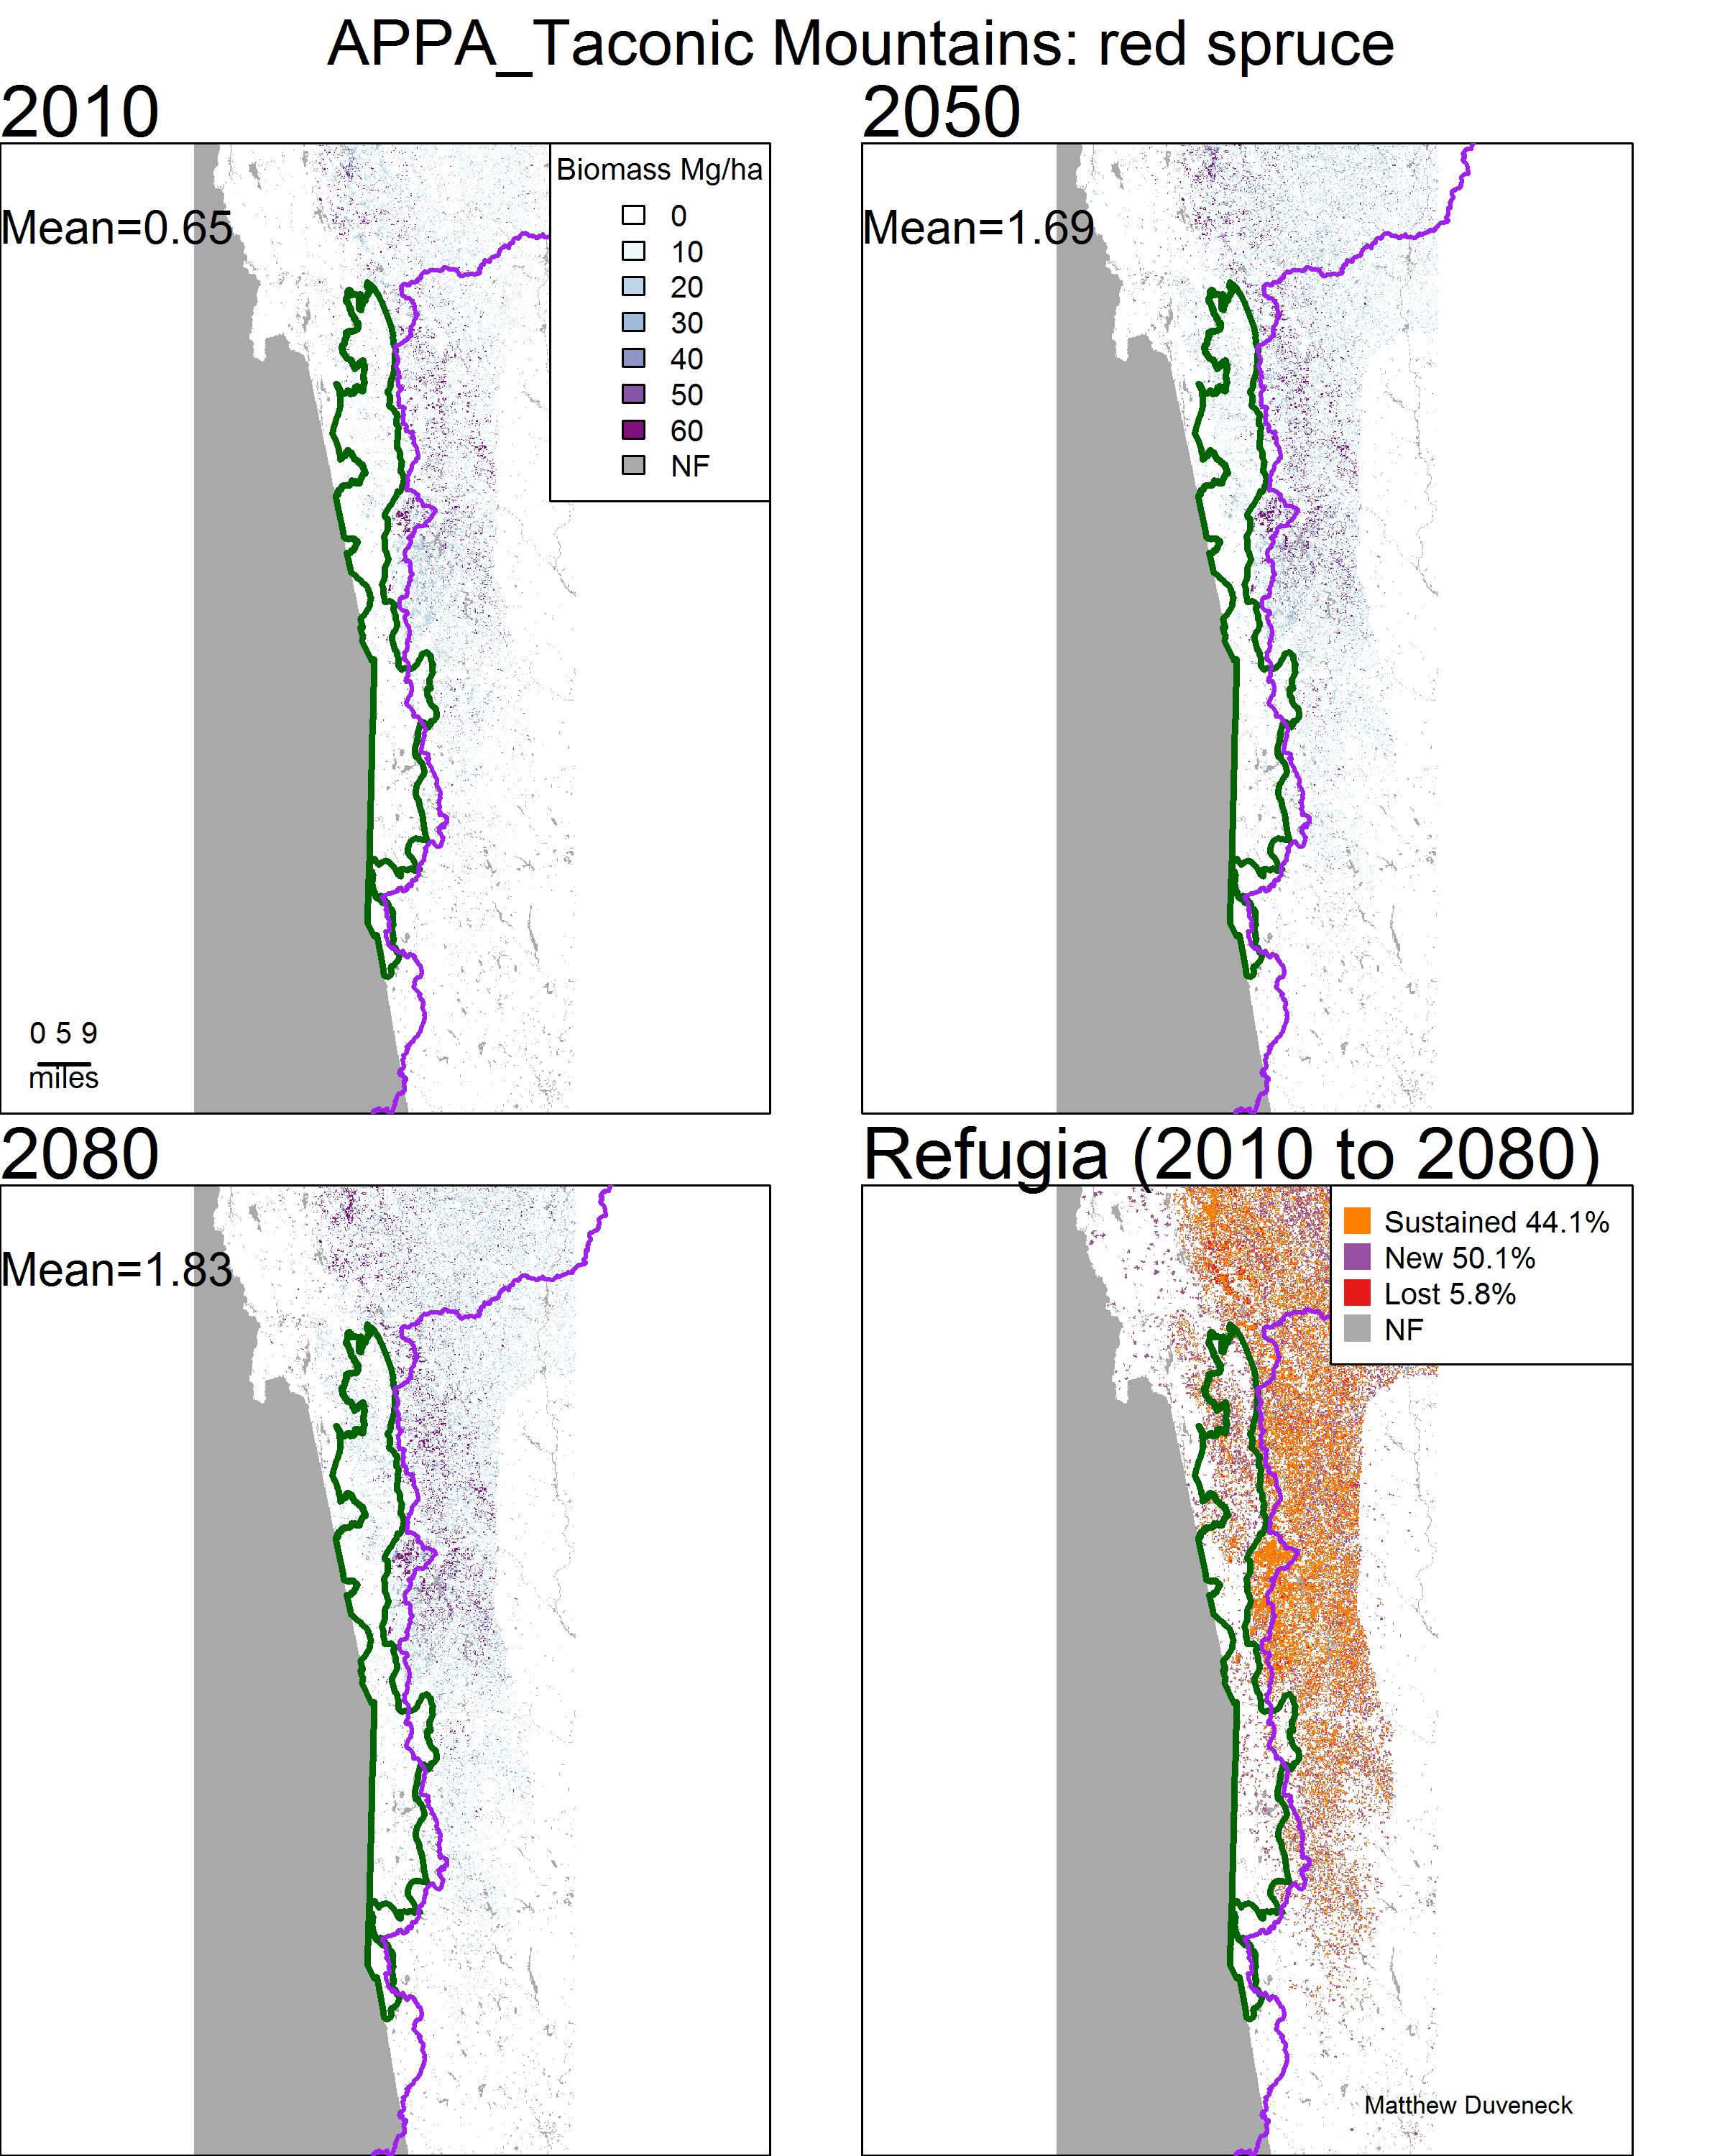 APPA_Taconic Mountains: red spruce
2010
Mean=0.65
Biomass Mg/ha
0
10
20
30
40
50
60
NF
0 5 9
miles
2050
Mean=1.69
2080
Mean=1.83
Refugia (2010 to 2080)
Sustained 44.1%
New 50.1%
Lost 5.8%
NF
Matthew Duveneck